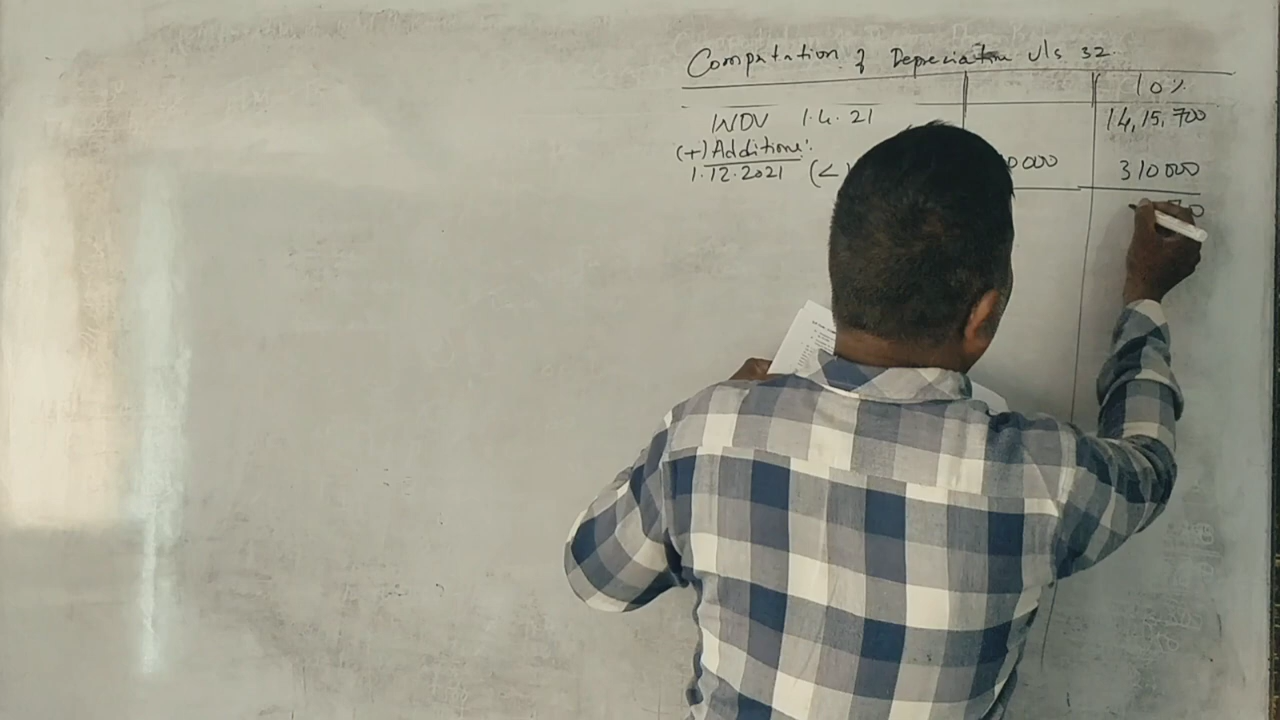 Computation of Depreciation U/s 32.
10%
WDV 1.4.21 14,15,700
(+) Additions:
1.12.2021 (< 0000 310000